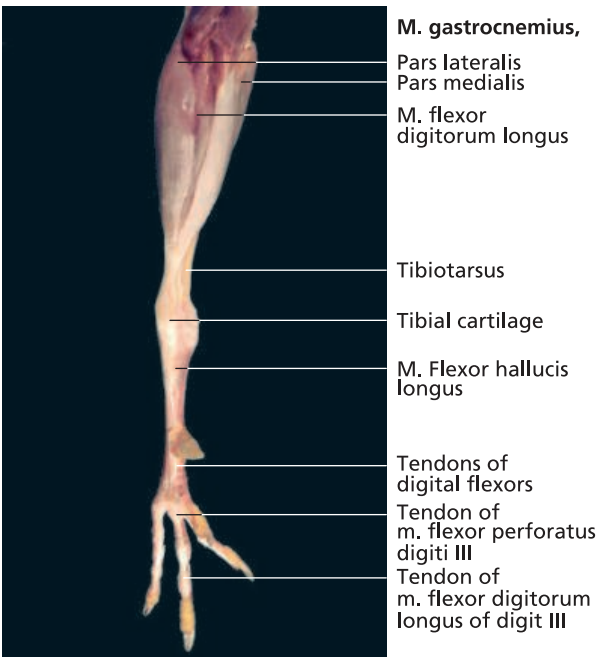 M. gastrocnemius,
Pars lateralis
Pars medialis
M. flexor
digitorum longus
Tibiotarsus
Tibial cartilage
M. Flexor hallucis
longus
Tendons of
digital flexors
Tendon of
m. flexor perforatus
digiti III
Tendon of
m. flexor digitorum
longus of digit III